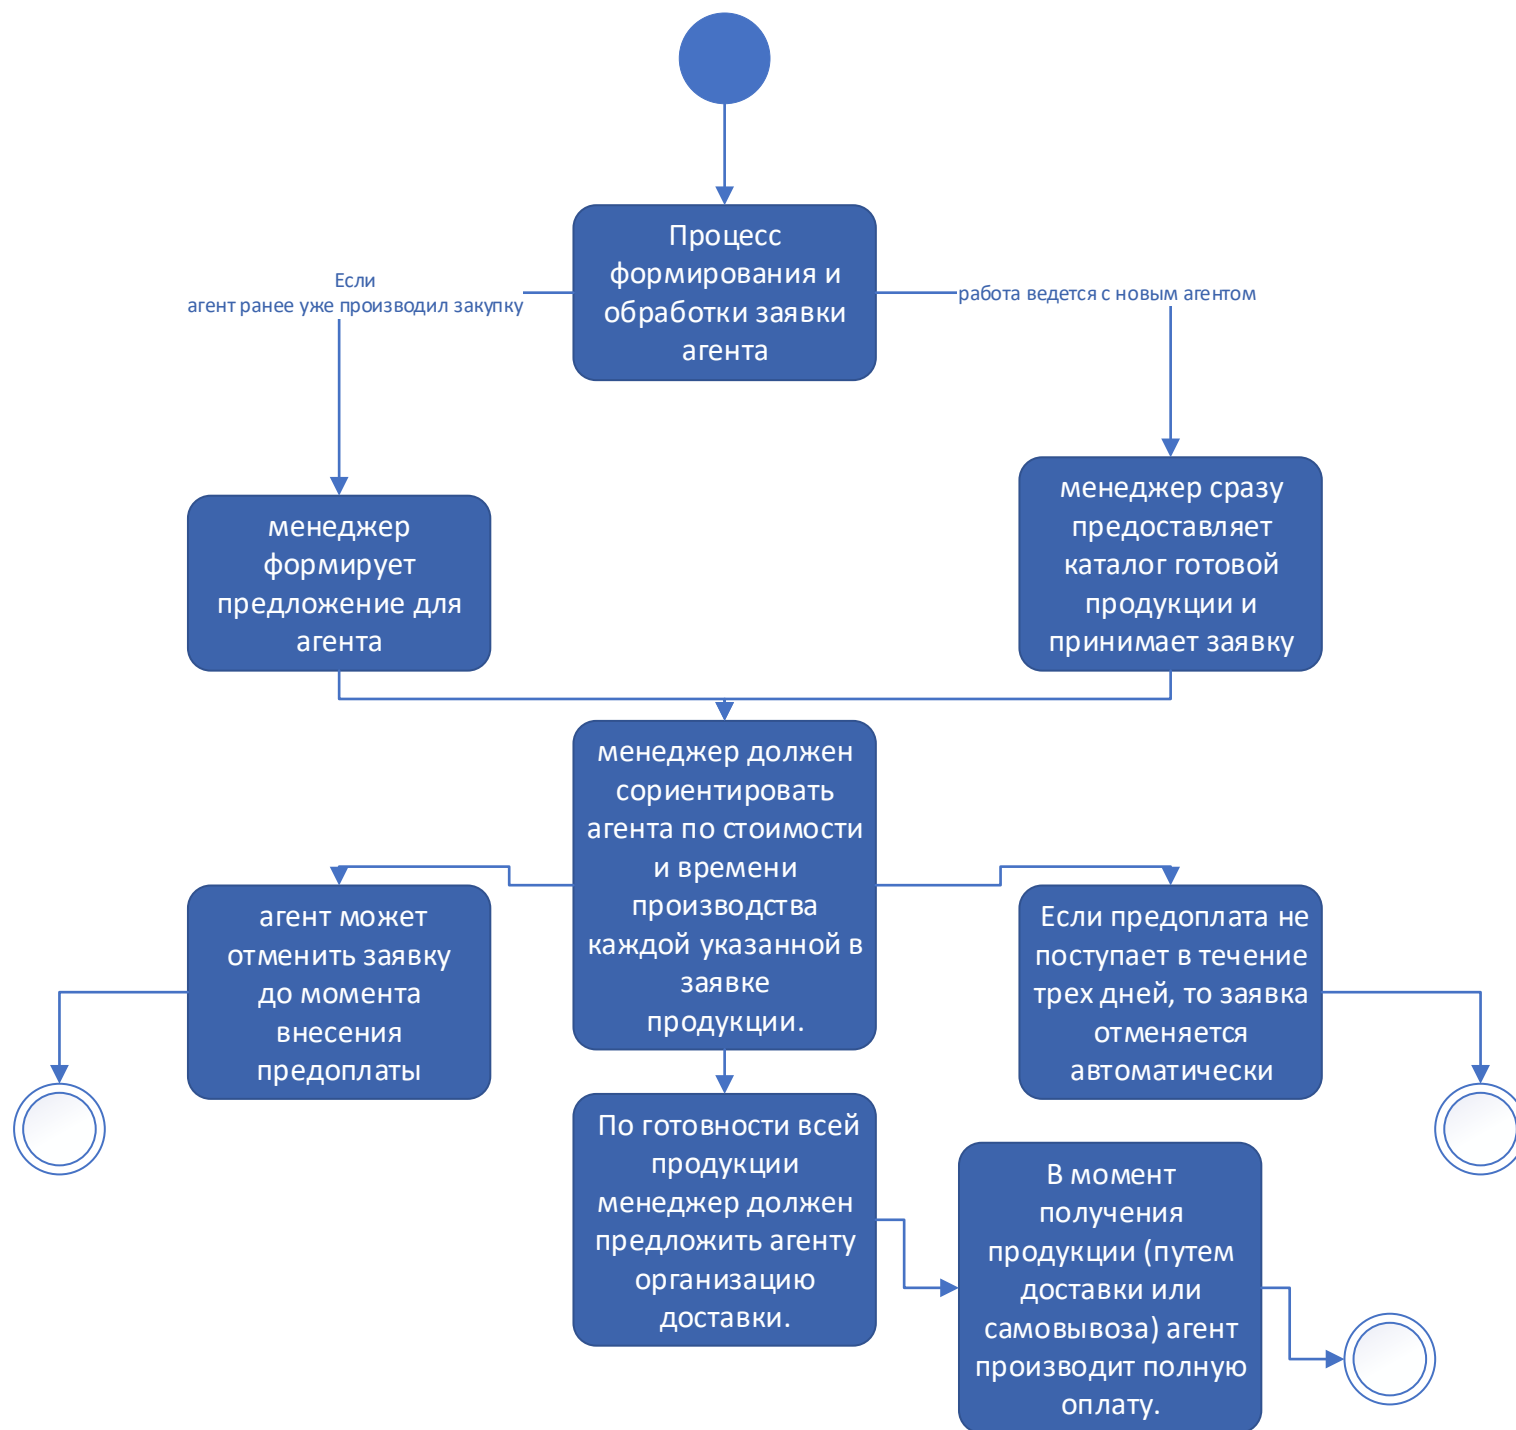 Процесс
формирования и
обработки заявки
агента
Если
агент ранее уже производил закупку
работа ведется с новым агентом
менеджер
формирует
предложение для
агента
менеджер сразу
предоставляет
каталог готовой
продукции и
принимает заявку
менеджер должен
сориентировать
агента по стоимости
и времени
производства
каждой указанной в
заявке
продукции.
агент может
отменить заявку
до момента
внесения
предоплаты
Если предоплата не
поступает в течение
трех дней, то заявка
отменяется
автоматически
По готовности всей
продукции
менеджер должен
предложить агенту
организацию
доставки.
В момент
получения
продукции (путем
доставки или
самовывоза) агент
производит полную
оплату.